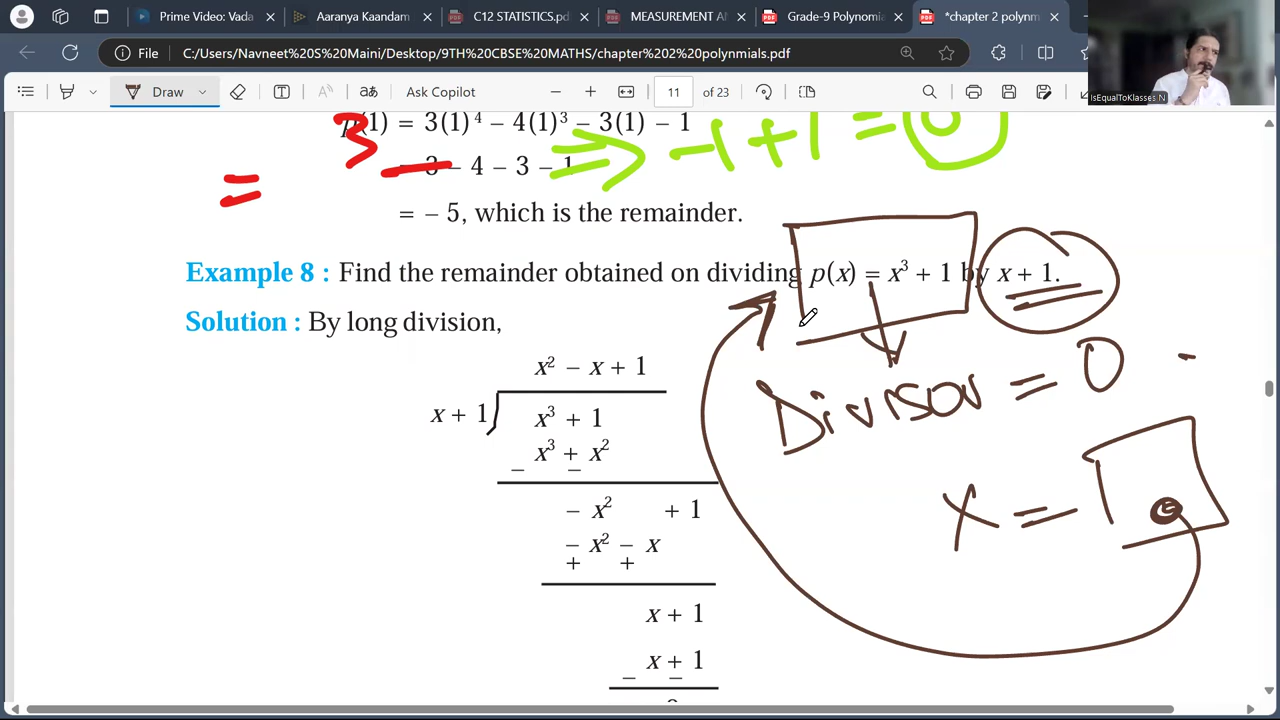 Prime Video: Vada
Aaranya Kaandam
C12 STATISTICS.pd
MEASUREMENT A
Grade-9 Polynomia
*chapter 2 polynm
File
C:/Users/Navneet%20S%20Maini/Desktop/9TH%20CBSE%20MATHS/chapter%202%20polynmials.pdf
IsEqualToKlasses N
Draw
aあ
Ask Copilot
11 of 23
p(1) = 3(1)⁴ – 4(1)³ – 3(1) – 1
3 ⇒ -1 + 1 = 0
= 3 – 4 – 3 – 1
=
= – 5, which is the remainder.
Example 8 : Find the remainder obtained on dividing p(x) = x³ + 1 by x + 1.
Solution : By long division,
x² – x + 1
Divisor = 0 -
x + 1
x³ + 1
x³ + x²
– –
– x² + 1
x =
– x² – x
+ +
x + 1
x + 1
– –